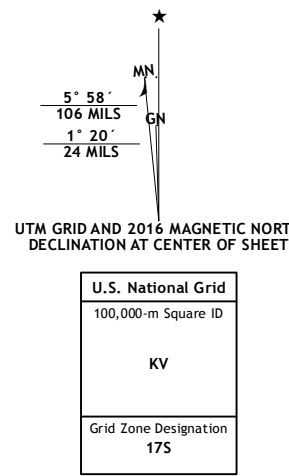 ★
MN.
GN
5° 58´
106 MILS
1° 20´
24 MILS
UTM GRID AND 2016 MAGNETIC NORT
DECLINATION AT CENTER OF SHEET
U.S. National Grid
100,000-m Square ID
KV
Grid Zone Designation
17S